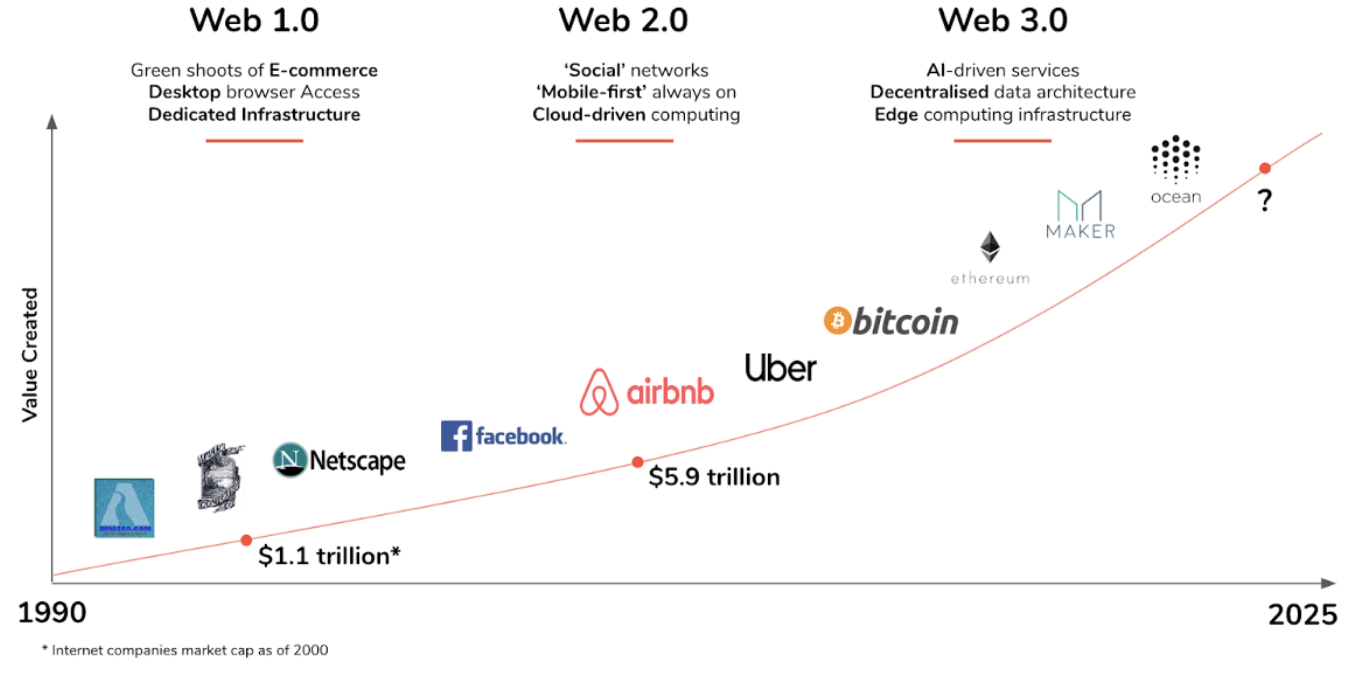 Web 1.0
Green shoots of E-commerce
Desktop browser Access
Dedicated Infrastructure
Web 2.0
‘Social’ networks
‘Mobile-first’ always on
Cloud-driven computing
Web 3.0
AI-driven services
Decentralised data architecture
Edge computing infrastructure
Value Created
amazon.com
N Netscape
f facebook.
airbnb
Uber
bitcoin
ethereum
MAKER
ocean
?
$1.1 trillion*
$5.9 trillion
1990
2025
* Internet companies market cap as of 2000